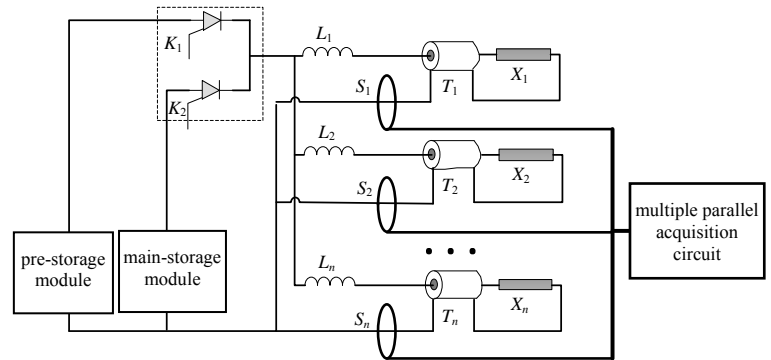 K1
K2
L1
S1
T1
X1
L2
S2
T2
X2
pre-storage
module
main-storage
module
multiple parallel
acquisition
circuit
Ln
Sn
Tn
Xn